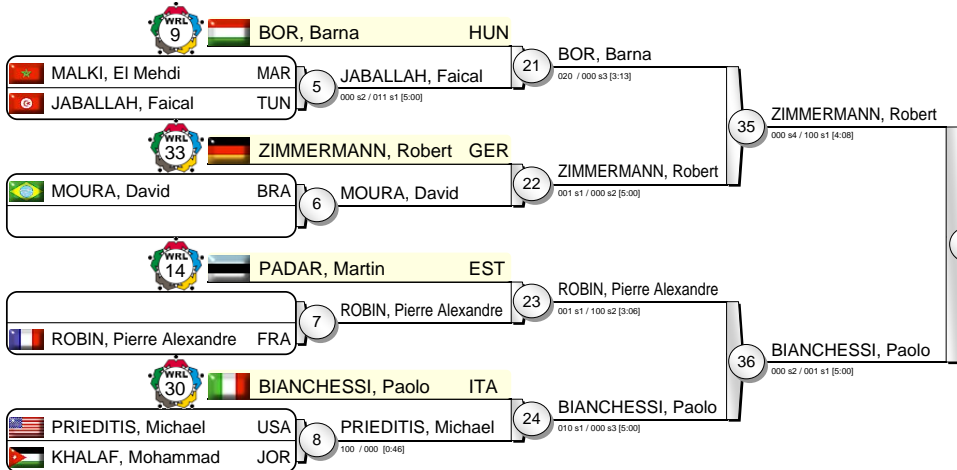 WRL
9
BOR, Barna HUN
MALKI, El Mehdi MAR
JABALLAH, Faical TUN
5
JABALLAH, Faical
000 s2 / 011 s1 [5:00]
21
BOR, Barna
020 / 000 s3 [3:13]
WRL
33
ZIMMERMANN, Robert GER
MOURA, David BRA
6
MOURA, David
22
ZIMMERMANN, Robert
001 s1 / 000 s2 [5:00]
35
ZIMMERMANN, Robert
000 s4 / 100 s1 [4:08]
WRL
14
PADAR, Martin EST
ROBIN, Pierre Alexandre FRA
7
ROBIN, Pierre Alexandre
23
ROBIN, Pierre Alexandre
001 s1 / 100 s2 [3:06]
WRL
30
BIANCHESSI, Paolo ITA
PRIEDITIS, Michael USA
KHALAF, Mohammad JOR
8
PRIEDITIS, Michael
100 / 000 [0:46]
24
BIANCHESSI, Paolo
010 s1 / 000 s3 [5:00]
36
BIANCHESSI, Paolo
000 s2 / 001 s1 [5:00]